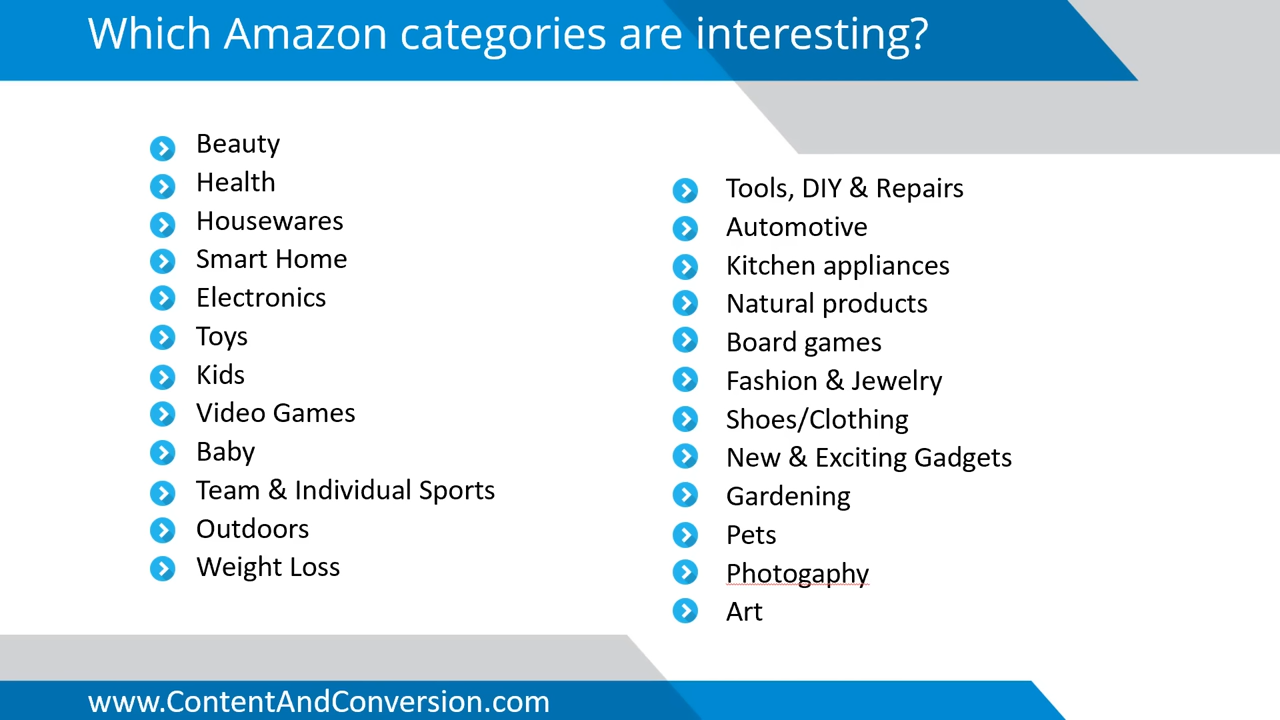 Which Amazon categories are interesting?
Beauty
Health
Housewares
Smart Home
Electronics
Toys
Kids
Video Games
Baby
Team & Individual Sports
Outdoors
Weight Loss
Tools, DIY & Repairs
Automotive
Kitchen appliances
Natural products
Board games
Fashion & Jewelry
Shoes/Clothing
New & Exciting Gadgets
Gardening
Pets
Photogaphy
Art
www.ContentAndConversion.com